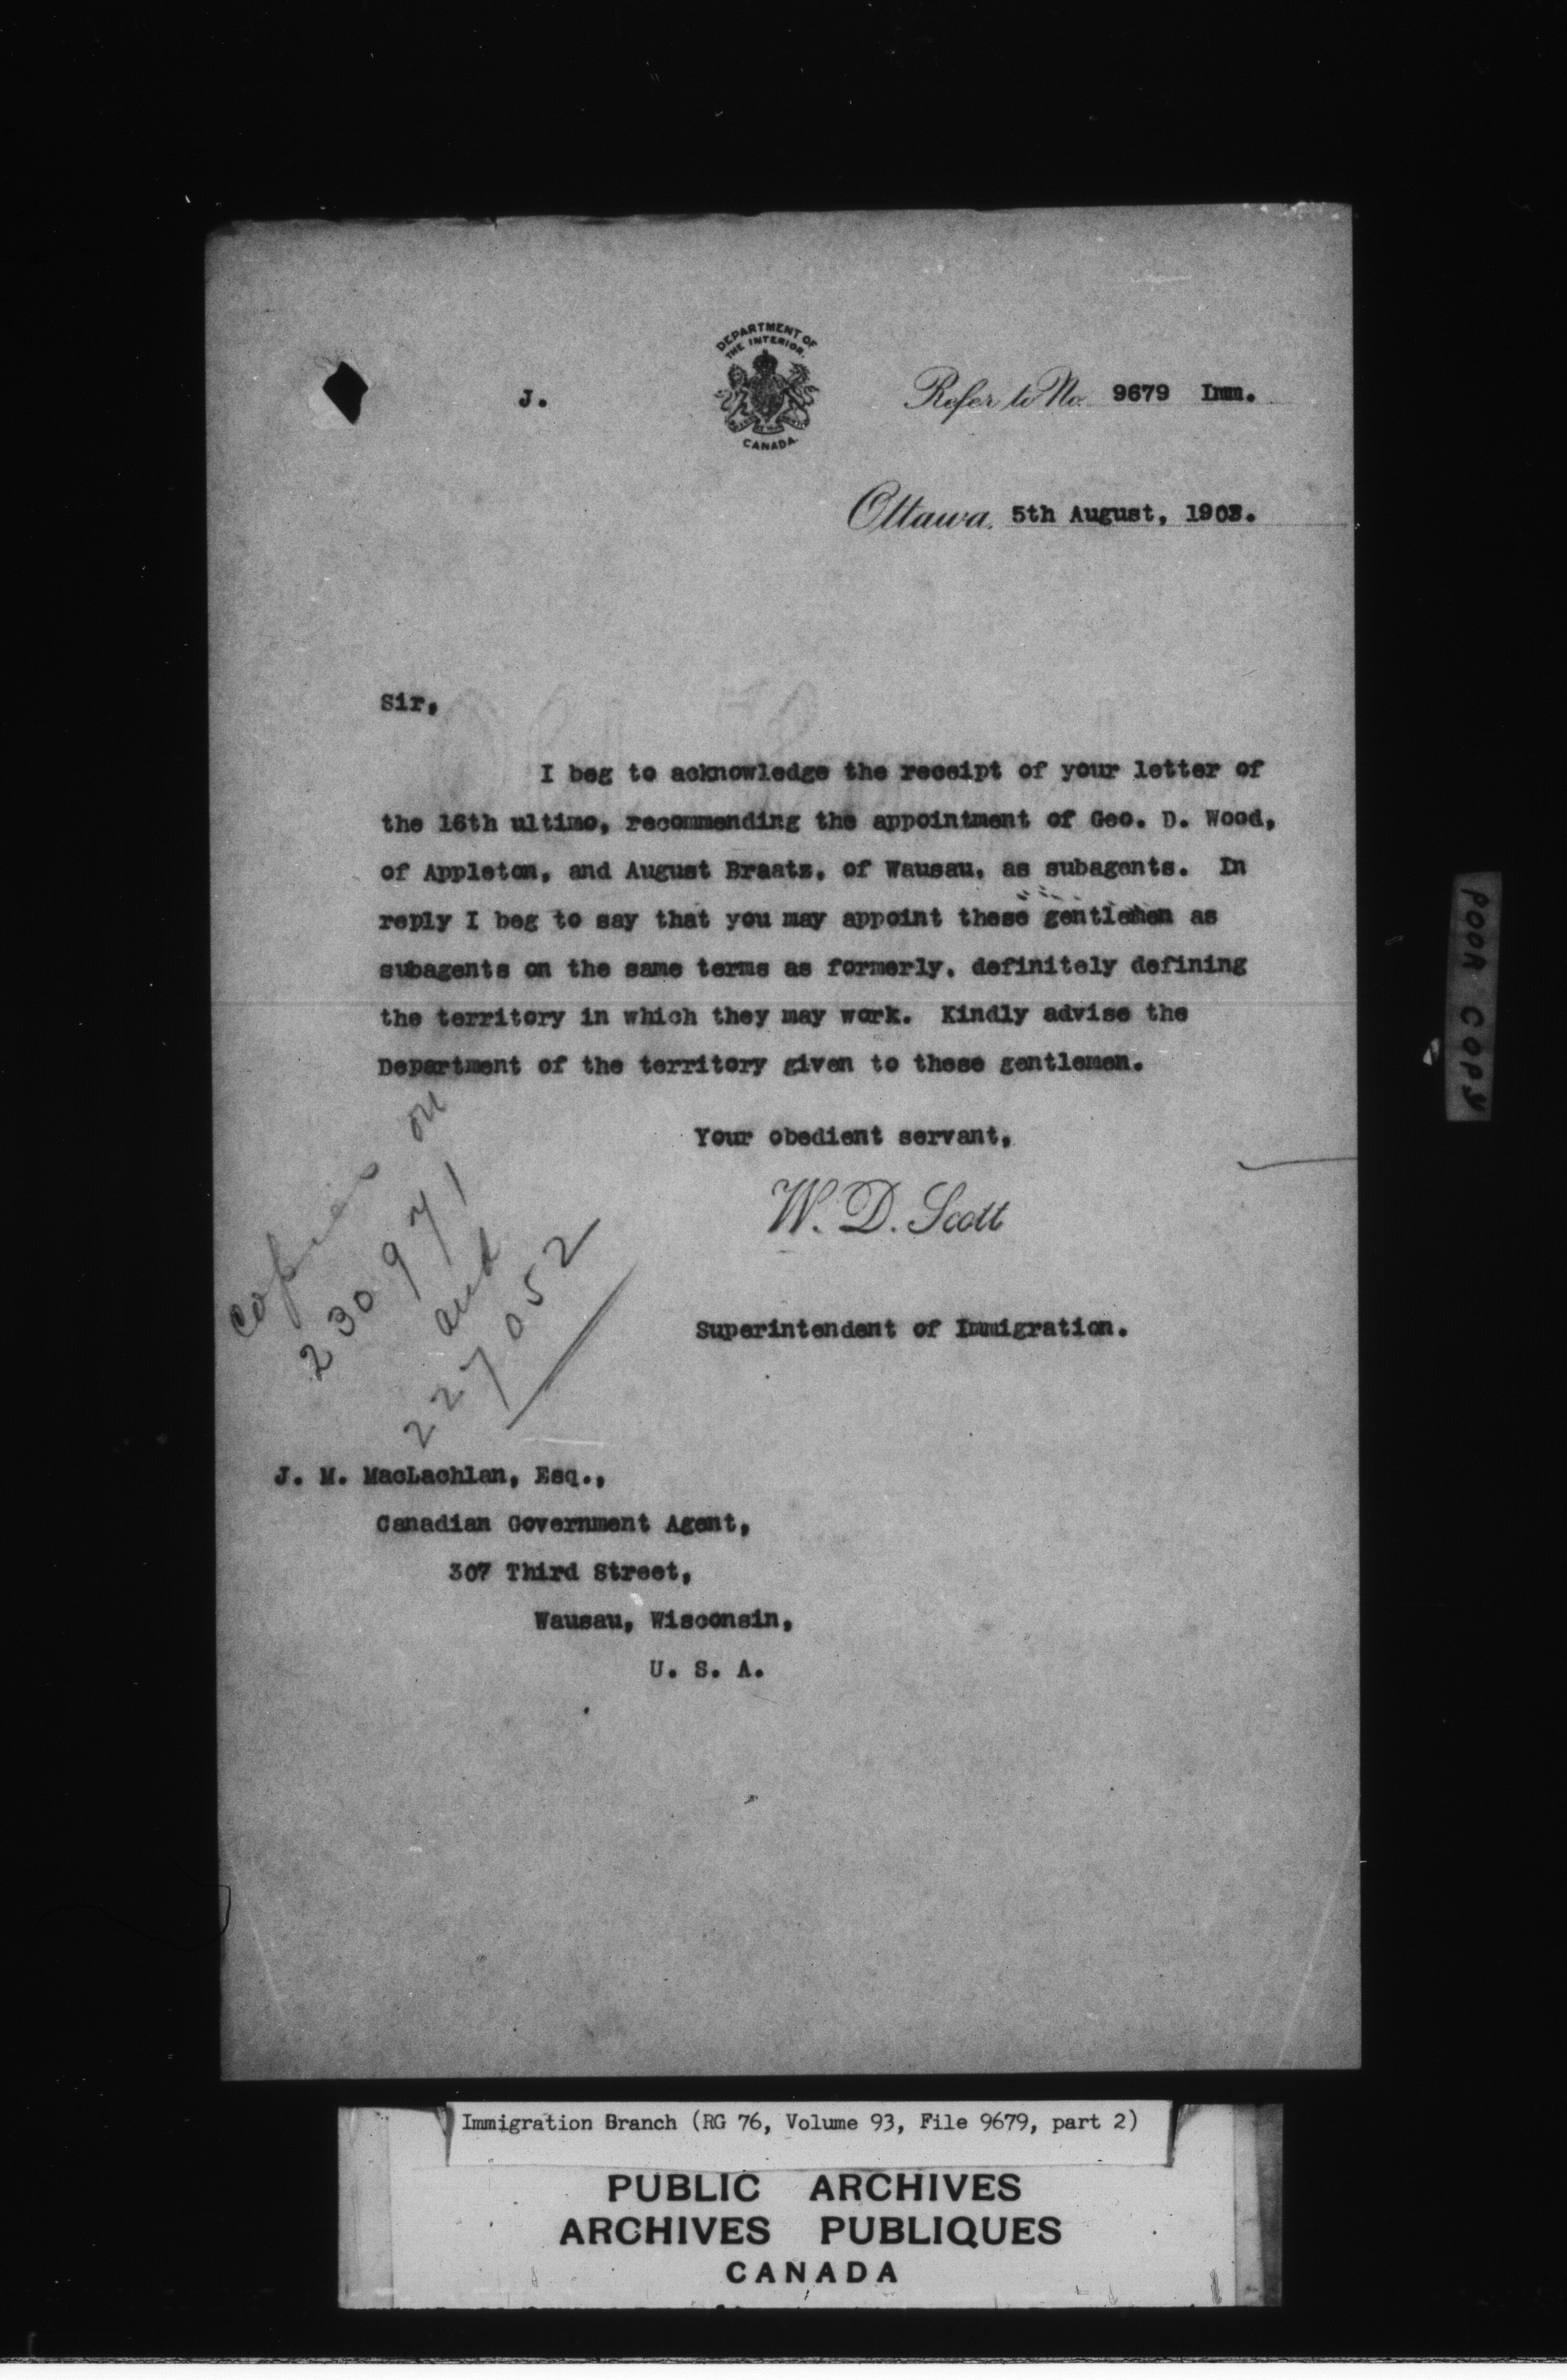 DEPARTMENT OF
THE INTERIOR.
CANADA.
J.
Refer to No. 9679 Imm.
Ottawa, 5th August, 1903.
Sir,
I beg to acknowledge the receipt of your letter of
the 16th ultimo, recommending the appointment of Geo. D. Wood,
of Appleton, and August Braatz, of Wausau, as subagents. In
reply I beg to say that you may appoint these gentlemen as
subagents on the same terms as formerly, definitely defining
the territory in which they may work. Kindly advise the
Department of the territory given to these gentlemen.
Your obedient servant,
W. D. Scott
Superintendent of Immigration.
Copies on
230971
and
227052
J. M. MacLachlan, Esq.,
Canadian Government Agent,
307 Third Street,
Wausau, Wisconsin,
U. S. A.
POOR COPY
Immigration Branch (RG 76, Volume 93, File 9679, part 2)
PUBLIC ARCHIVES
ARCHIVES PUBLIQUES
CANADA